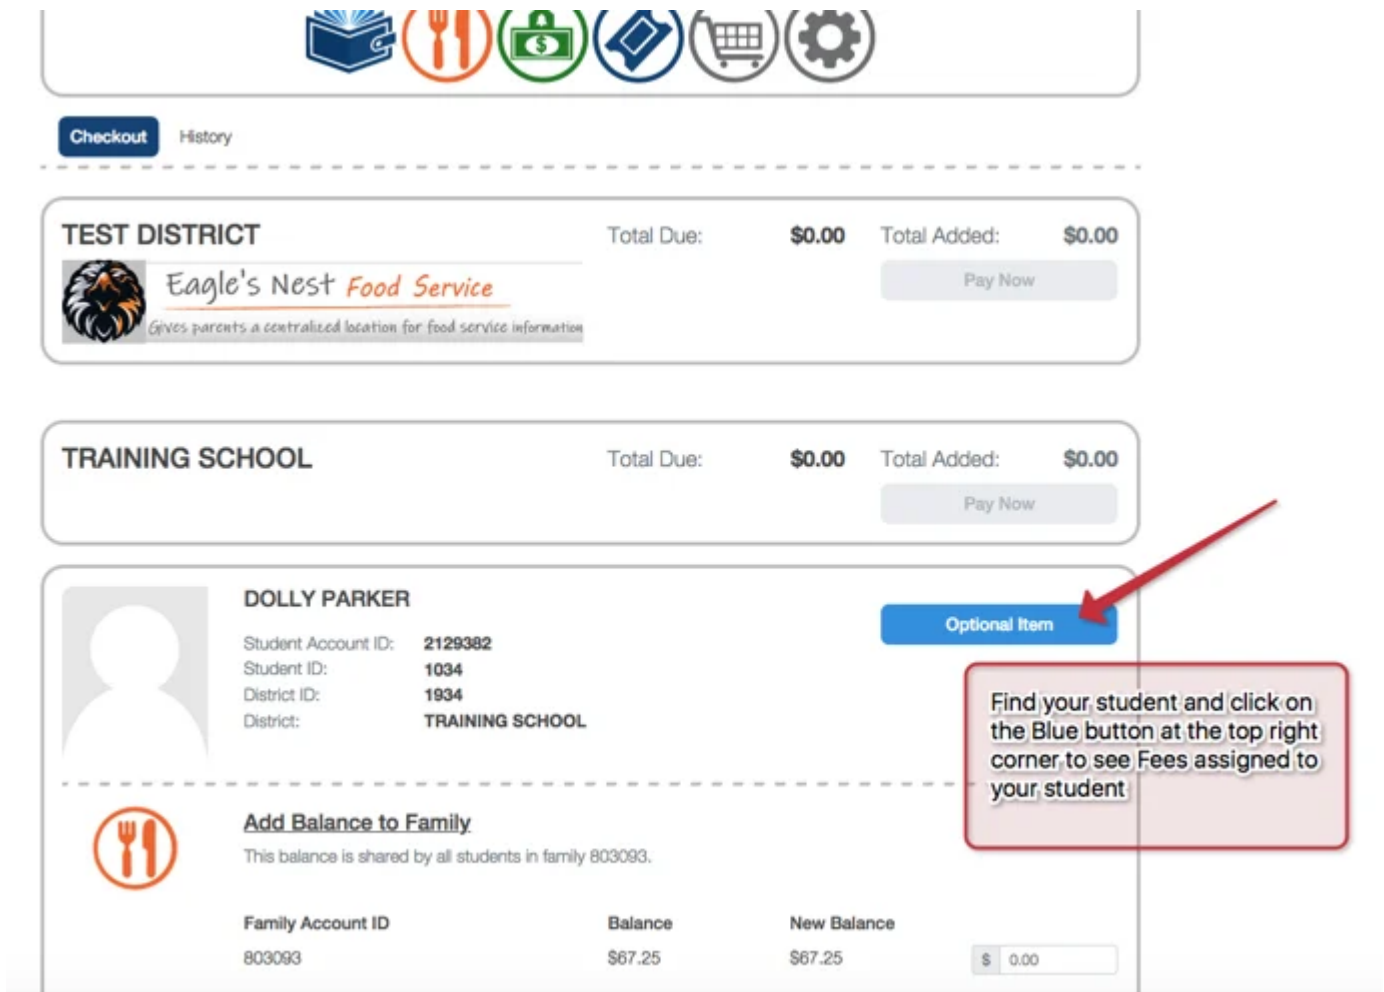 $
Checkout History
TEST DISTRICT Total Due: $0.00 Total Added: $0.00
Pay Now
Eagle's Nest Food Service
Gives parents a centralized location for food service information
TRAINING SCHOOL Total Due: $0.00 Total Added: $0.00
Pay Now
DOLLY PARKER
Optional Item
Student Account ID: 2129382
Student ID: 1034
District ID: 1934
District: TRAINING SCHOOL
Find your student and click on
the Blue button at the top right
corner to see Fees assigned to
your student
Add Balance to Family
This balance is shared by all students in family 803093.
Family Account ID Balance New Balance
803093 $67.25 $67.25 $ 0.00